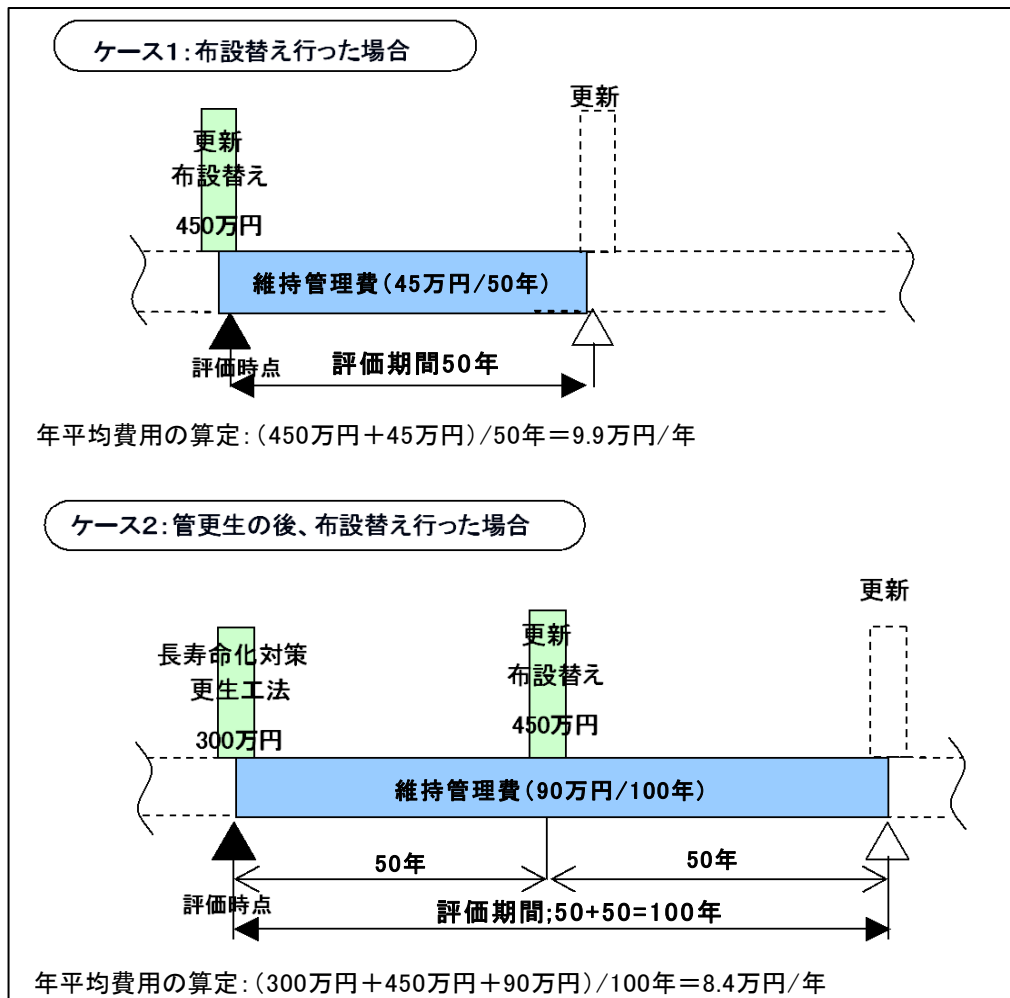 ケース1：布設替え行った場合
更新
更新
布設替え
450万円
維持管理費（45万円/50年）
評価時点
評価期間50年
年平均費用の算定：（450万円＋45万円）/50年＝9.9万円/年
ケース2：管更生の後、布設替え行った場合
更新
長寿命化対策
更生工法
300万円
更新
布設替え
450万円
維持管理費（90万円/100年）
50年
50年
評価時点
評価期間;50+50=100年
年平均費用の算定：（300万円＋450万円＋90万円）/100年＝8.4万円/年